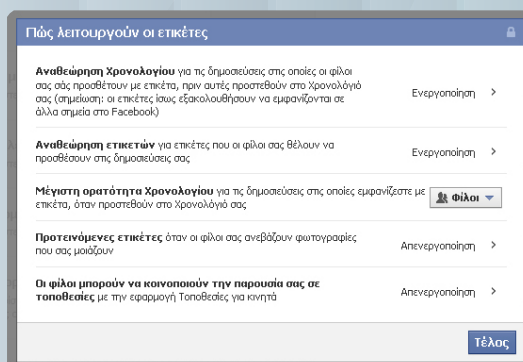 Πώς λειτουργούν οι ετικέτες
Αναθεώρηση Χρονολογίου για τις δημοσιεύσεις στις οποίες οι φίλοι
σας σάς προσθέτουν με ετικέτα, πριν αυτές προστεθούν στο Χρονολόγιό
σας (σημείωση: οι ετικέτες ίσως εξακολουθήσουν να εμφανίζονται σε
άλλα σημεία στο Facebook)
Ενεργοποίηση
Αναθεώρηση ετικετών για ετικέτες που οι φίλοι σας θέλουν να
προσθέσουν στις δημοσιεύσεις σας
Ενεργοποίηση
Μέγιστη ορατότητα Χρονολογίου για τις δημοσιεύσεις στις οποίες εμφανίζεστε με
ετικέτα, όταν προστεθούν στο Χρονολόγιό σας
Φίλοι
Προτεινόμενες ετικέτες όταν οι φίλοι σας ανεβάζουν φωτογραφίες
που σας μοιάζουν
Απενεργοποίηση
Οι φίλοι μπορούν να κοινοποιούν την παρουσία σας σε
τοποθεσίες με την εφαρμογή Τοποθεσίες για κινητά
Απενεργοποίηση
Τέλος